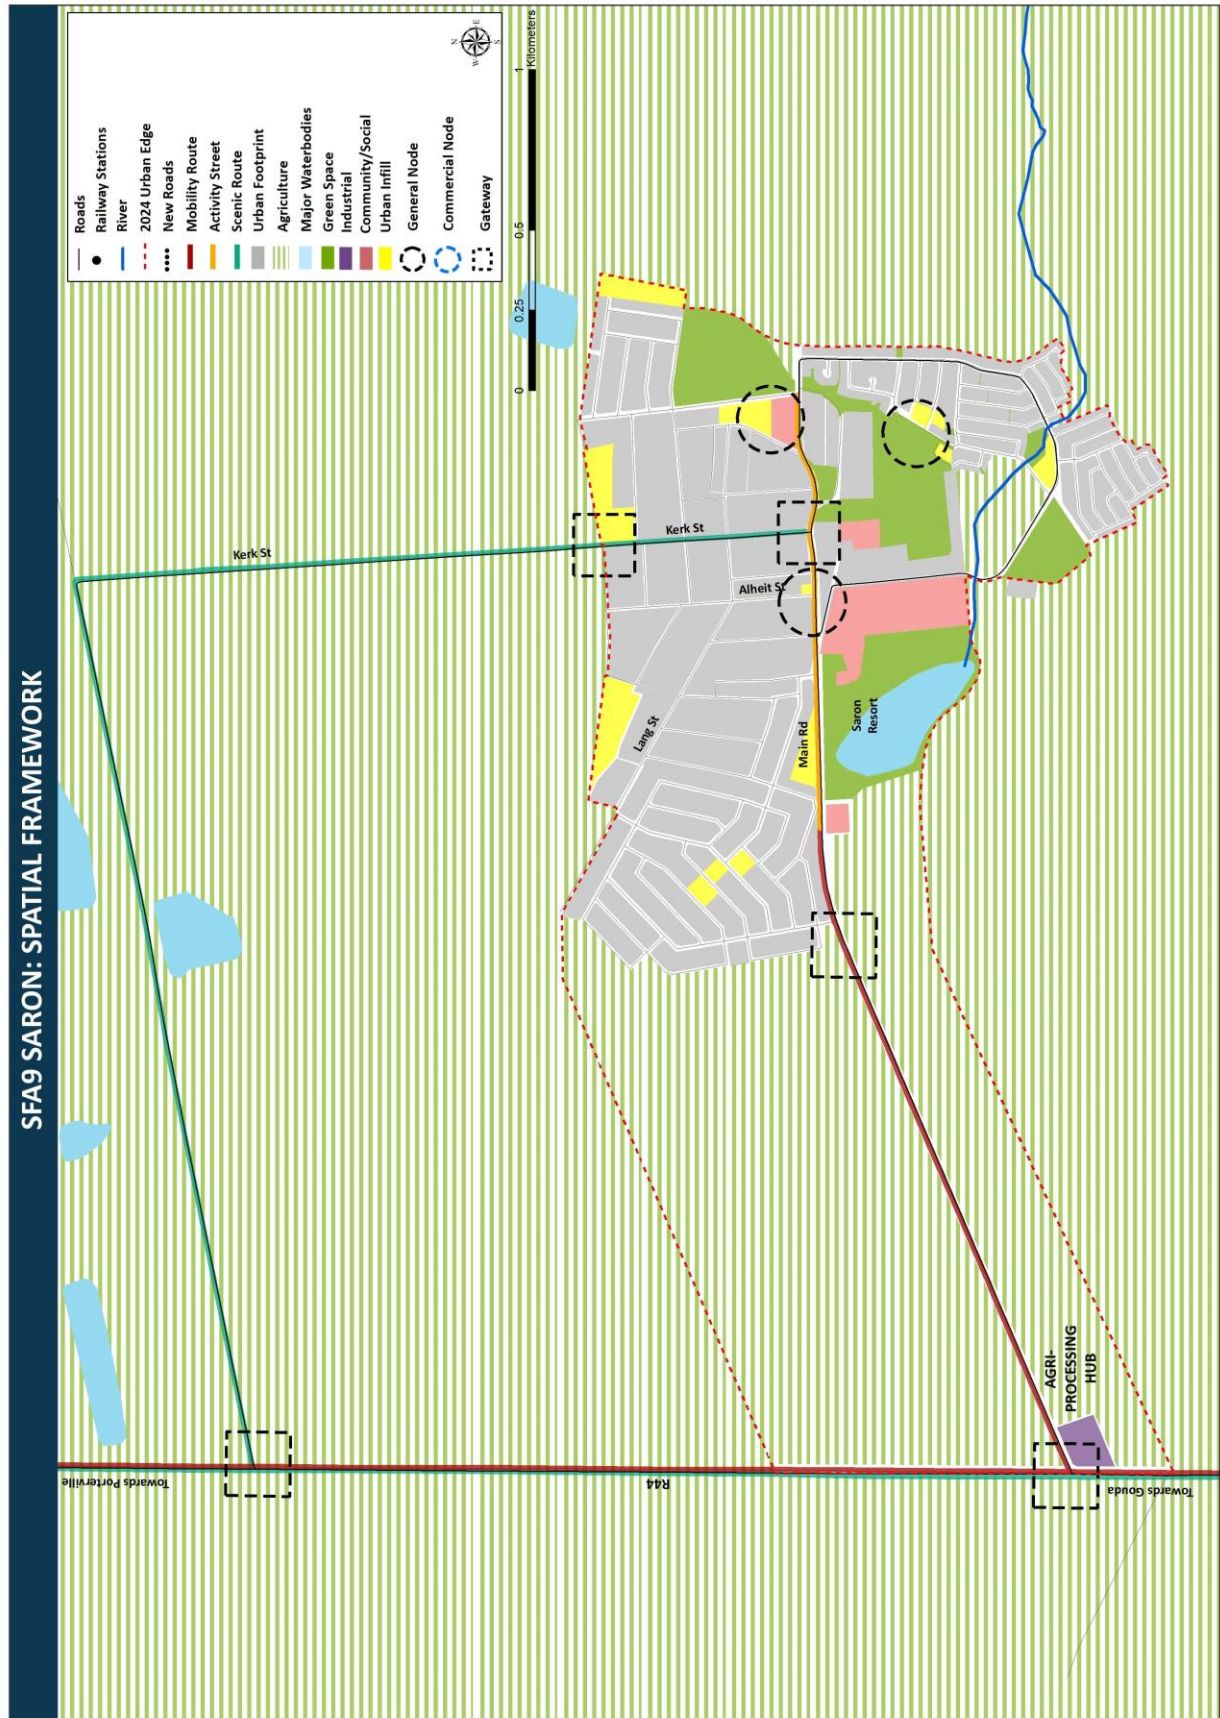 SFA9 SARON: SPATIAL FRAMEWORK
Roads
Railway Stations
River
2024 Urban Edge
New Roads
Mobility Route
Activity Street
Scenic Route
Urban Footprint
Agriculture
Major Waterbodies
Green Space
Industrial
Community/Social
Urban Infill
General Node
Commercial Node
Gateway
N
E
S
W
0
0.25
0.5
1
Kilometers
Kerk St
Kerk St
Alheit St
Lang St
Main Rd
Saron
Resort
AGRI-
PROCESSING
HUB
Towards Porterville
R44
Towards Gouda